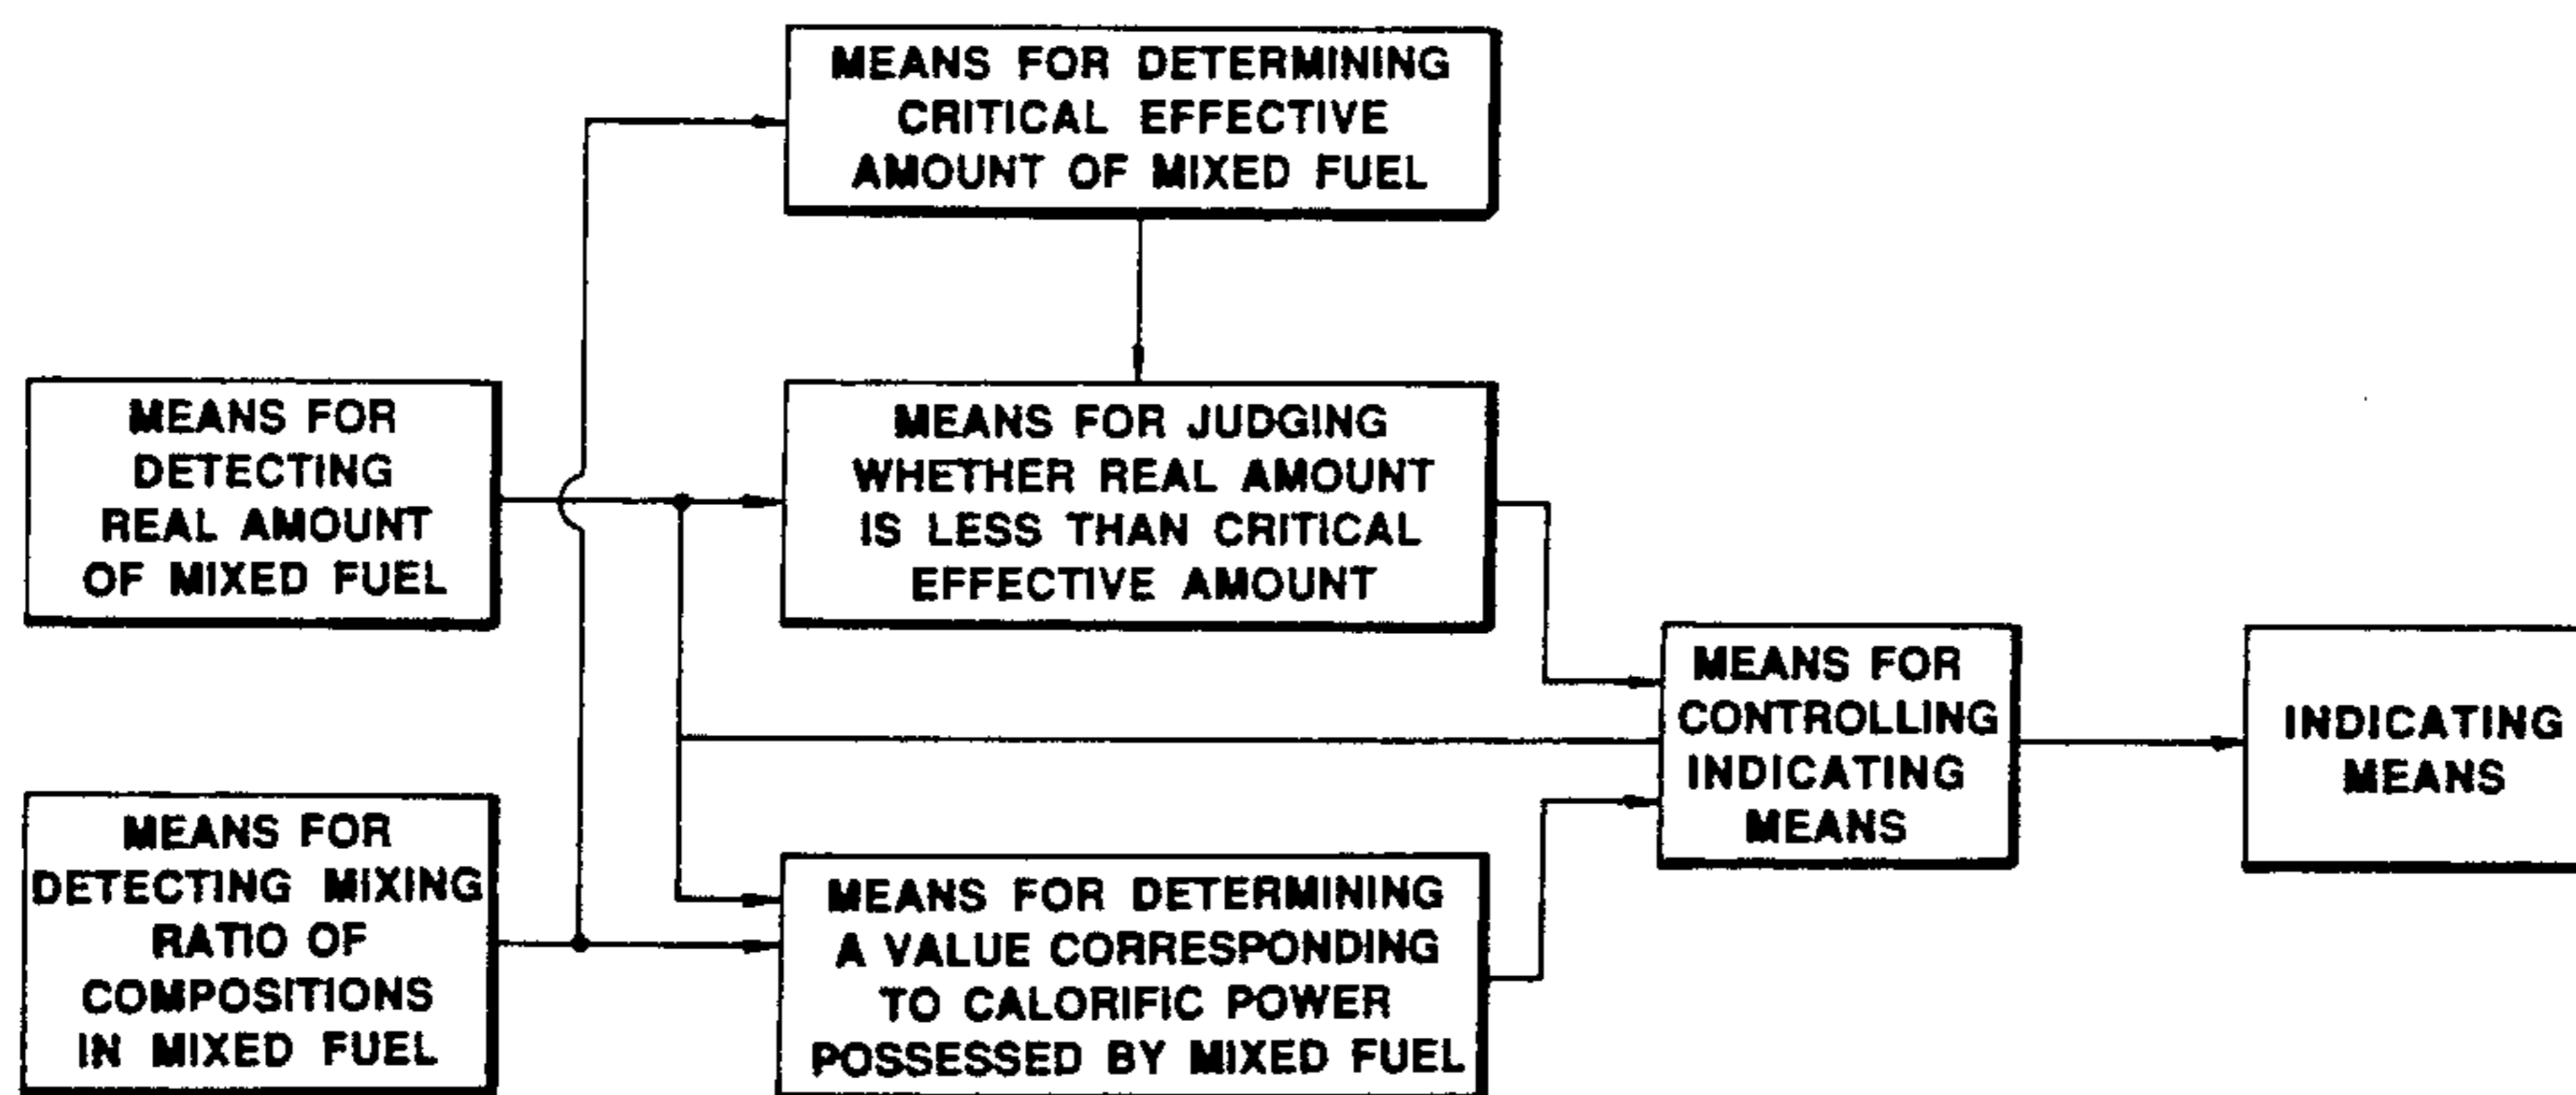 MEANS FOR DETERMINING
CRITICAL EFFECTIVE
AMOUNT OF MIXED FUEL
MEANS FOR
DETECTING
REAL AMOUNT
OF MIXED FUEL
MEANS FOR JUDGING
WHETHER REAL AMOUNT
IS LESS THAN CRITICAL
EFFECTIVE AMOUNT
MEANS FOR
CONTROLLING
INDICATING
MEANS
INDICATING
MEANS
MEANS FOR
DETECTING MIXING
RATIO OF
COMPOSITIONS
IN MIXED FUEL
MEANS FOR DETERMINING
A VALUE CORRESPONDING
TO CALORIFIC POWER
POSSESSED BY MIXED FUEL